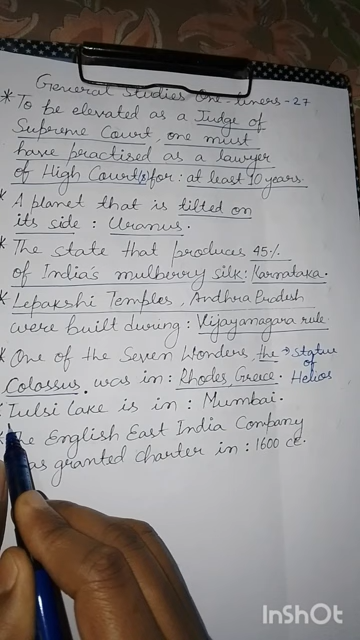 General Studies One-liners-27
* To be elevated as a Judge of
Supreme Court, one must
have practised as a lawyer
of High Court(s) for: at least 10 years.
* A planet that is tilted on
its side : Uranus.
* The state that produces 45%
of India's mulberry silk: Karnataka.
* Lepakshi Temples, Andhra Pradesh
were built during : Vijayanagara rule.
* One of the Seven Wonders, the → statue of Helios
Colossus. was in: Rhodes, Greece.
* Tulsi Lake is in : Mumbai.
English East India Company
granted charter in : 1600 CE.
InShOt